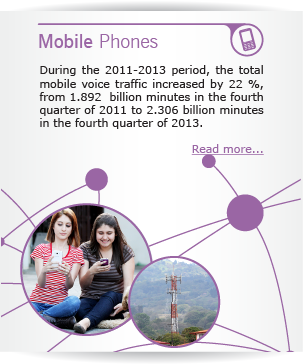 Mobile Phones
During the 2011-2013 period, the total
mobile voice traffic increased by 22 %,
from 1.892 billion minutes in the fourth
quarter of 2011 to 2.306 billion minutes
in the fourth quarter of 2013.
Read more...